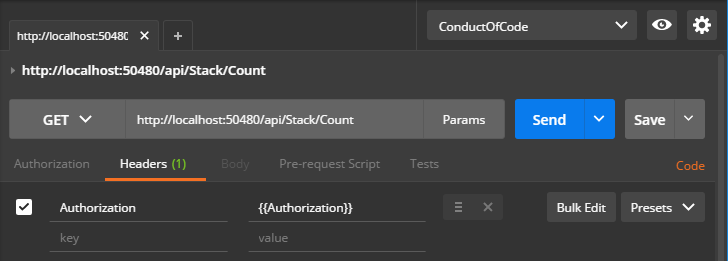 http://localhost:50480
ConductOfCode
http://localhost:50480/api/Stack/Count
GET http://localhost:50480/api/Stack/Count Params Send Save
Authorization Headers (1) Body Pre-request Script Tests Code
Authorization {{Authorization}} Bulk Edit Presets
key value